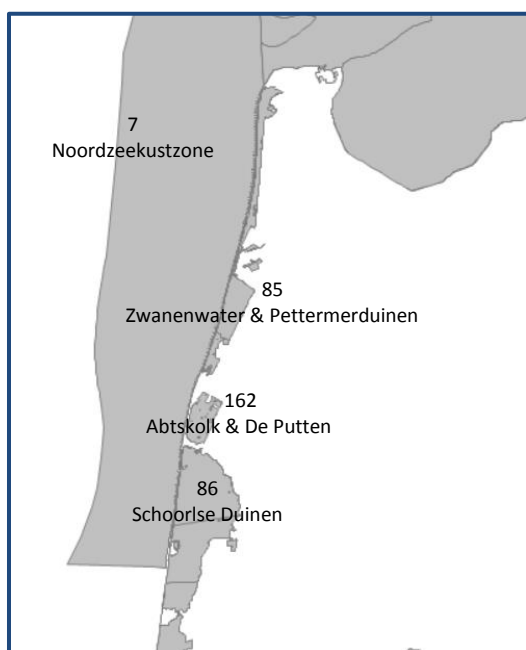 7
Noordzeekustzone
85
Zwanenwater & Pettermerduinen
162
Abtskolk & De Putten
86
Schoorlse Duinen